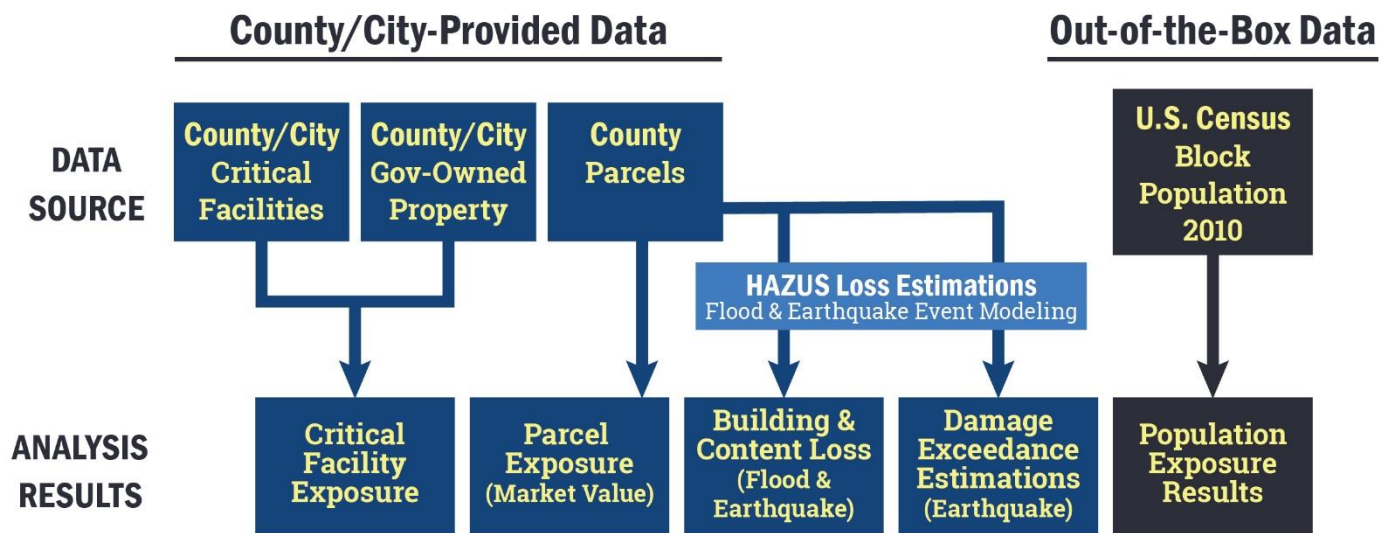 County/City-Provided Data
Out-of-the-Box Data
DATA
SOURCE
County/City
Critical
Facilities
County/City
Gov-Owned
Property
County
Parcels
U.S. Census
Block
Population
2010
HAZUS Loss Estimations
Flood & Earthquake Event Modeling
ANALYSIS
RESULTS
Critical
Facility
Exposure
Parcel
Exposure
(Market Value)
Building &
Content Loss
(Flood &
Earthquake)
Damage
Exceedance
Estimations
(Earthquake)
Population
Exposure
Results